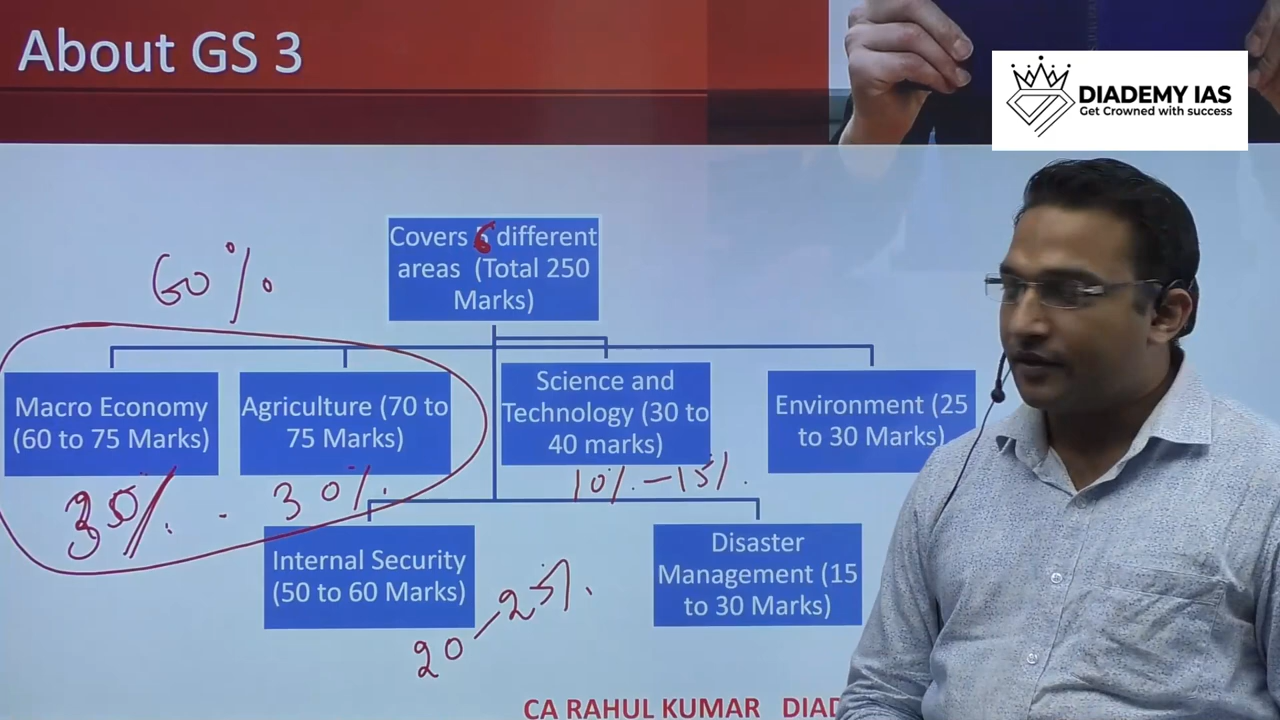 About GS 3
DIADEMY IAS
Get Crowned with success
60%
Covers 6 different
areas (Total 250
Marks)
Macro Economy
(60 to 75 Marks)
Agriculture (70 to
75 Marks)
Science and
Technology (30 to
40 marks)
Environment (25
to 30 Marks)
30%. - 30%.
10%. - 15%.
Internal Security
(50 to 60 Marks)
Disaster
Management (15
to 30 Marks)
20 - 25%.
CA RAHUL KUMAR DIAD